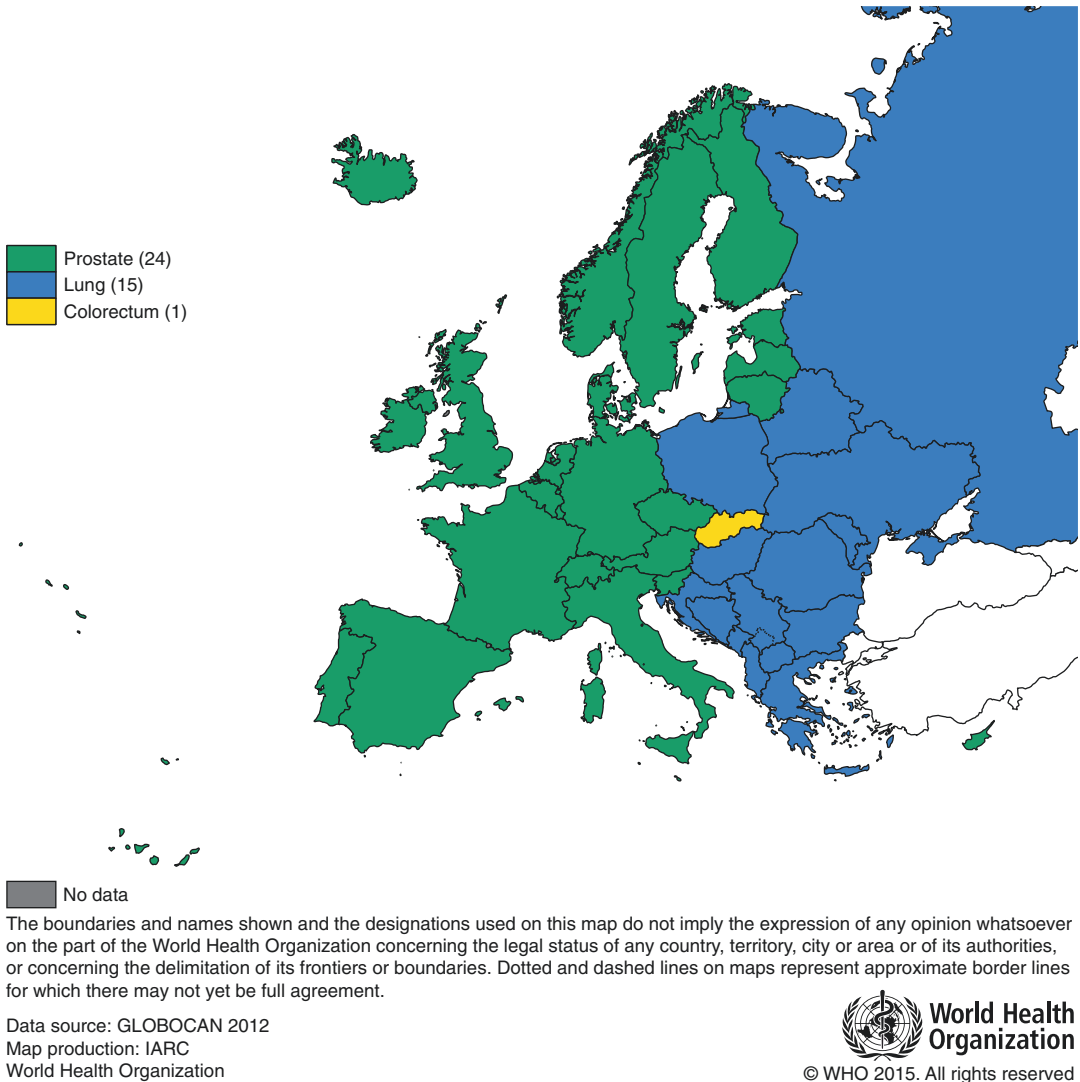 Prostate (24)
Lung (15)
Colorectum (1)
No data
The boundaries and names shown and the designations used on this map do not imply the expression of any opinion whatsoever
on the part of the World Health Organization concerning the legal status of any country, territory, city or area or of its authorities,
or concerning the delimitation of its frontiers or boundaries. Dotted and dashed lines on maps represent approximate border lines
for which there may not yet be full agreement.
Data source: GLOBOCAN 2012
Map production: IARC
World Health Organization
World Health
Organization
© WHO 2015. All rights reserved